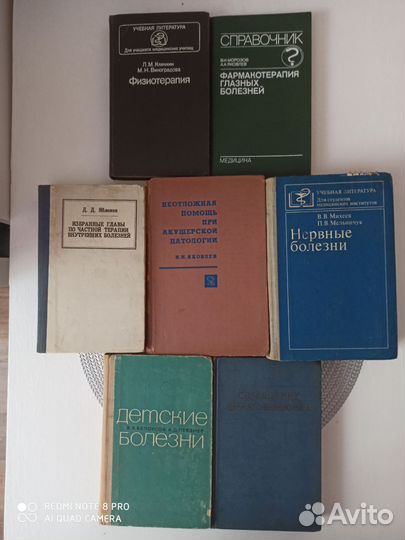 УЧЕБНАЯ ЛИТЕРАТУРА
Для учащихся медицинских училищ
Л. М. Клячкин
М. Н. Виноградова
Физиотерапия
СПРАВОЧНИК
В.И. МОРОЗОВ
А.А. ЯКОВЛЕВ
ФАРМАКОТЕРАПИЯ
ГЛАЗНЫХ
БОЛЕЗНЕЙ
МЕДИЦИНА
Д. Д. Яблоков
ИЗБРАННЫЕ ГЛАВЫ
ПО ЧАСТНОЙ ТЕРАПИИ
ВНУТРЕННИХ БОЛЕЗНЕЙ
НЕОТЛОЖНАЯ
ПОМОЩЬ
ПРИ
АКУШЕРСКОЙ
ПАТОЛОГИИ
И. И. ЯКОВЛЕВ
УЧЕБНАЯ ЛИТЕРАТУРА
Для студентов
медицинских институтов
В.В. Михеев
П.В. Мельничук
Нервные
болезни
ДЕТСКИЕ
БОЛЕЗНИ
СПРАВОЧНИК
REDMI NOTE 8 PRO
AI QUAD CAMERA
Avito